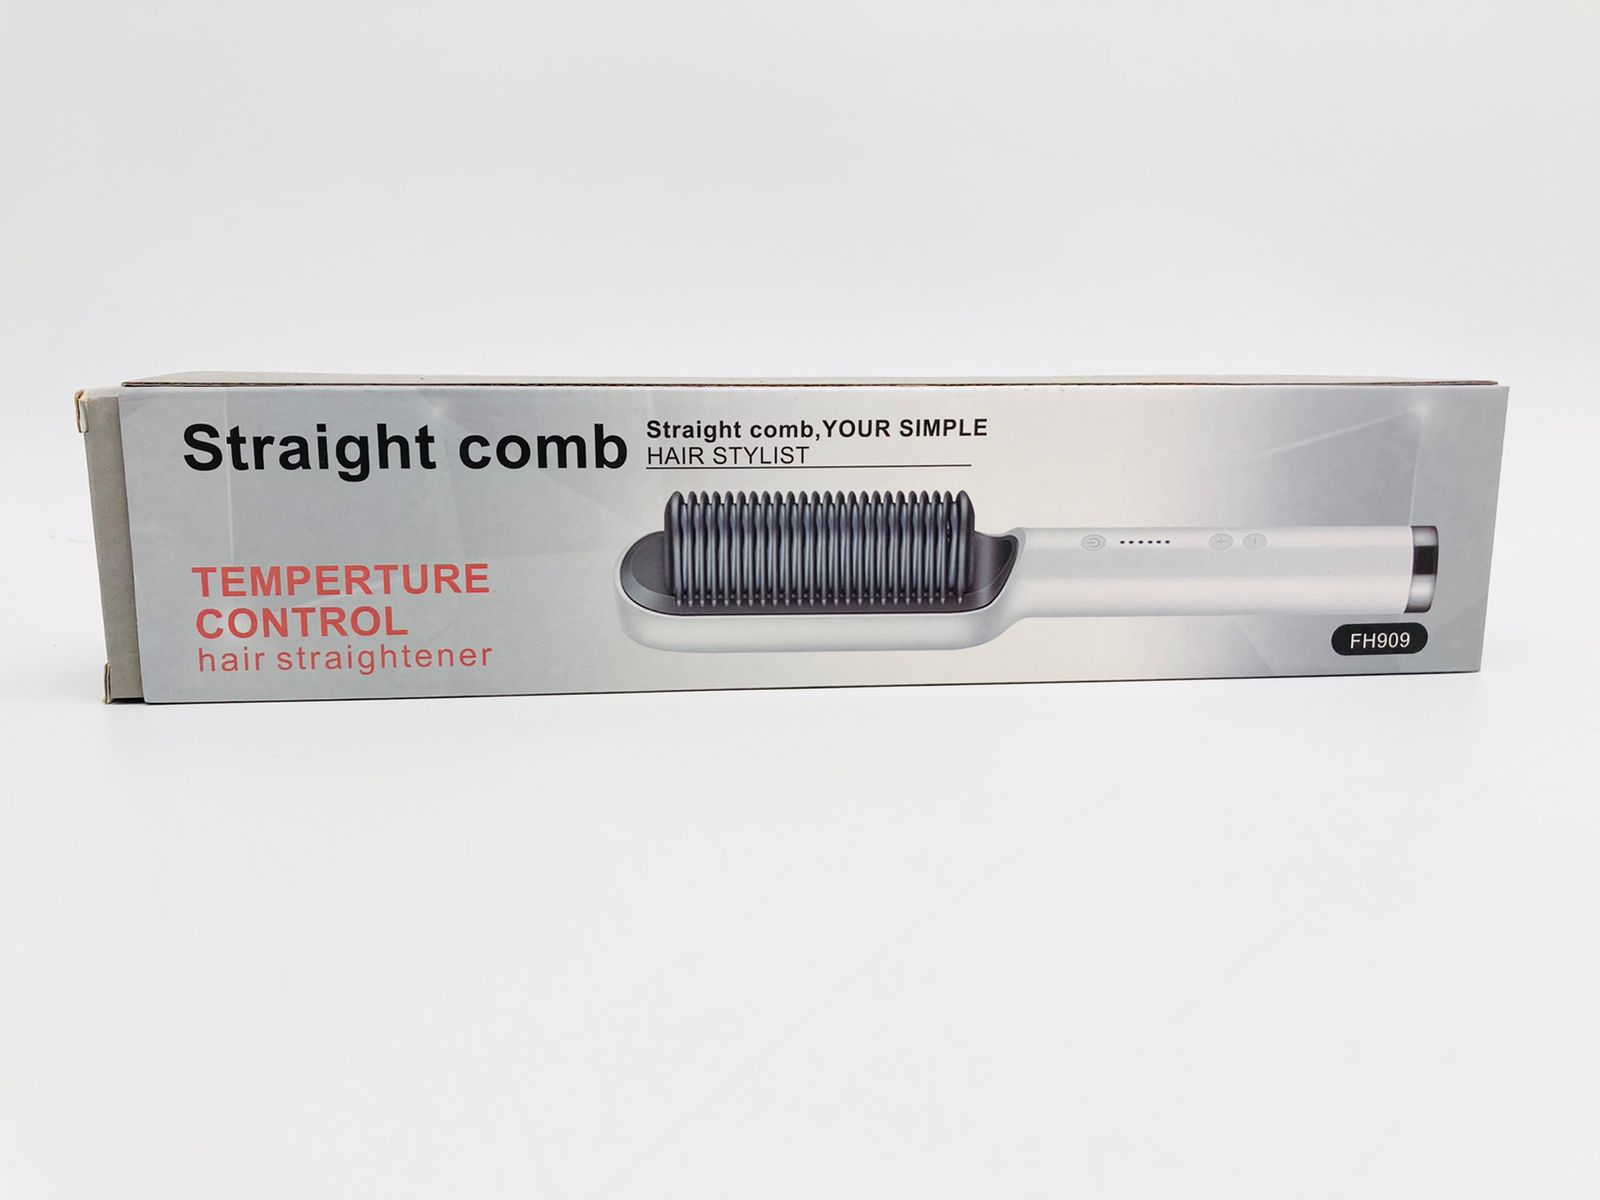 Straight comb
Straight comb,YOUR SIMPLE
HAIR STYLIST
TEMPERTURE
CONTROL
hair straightener
FH909